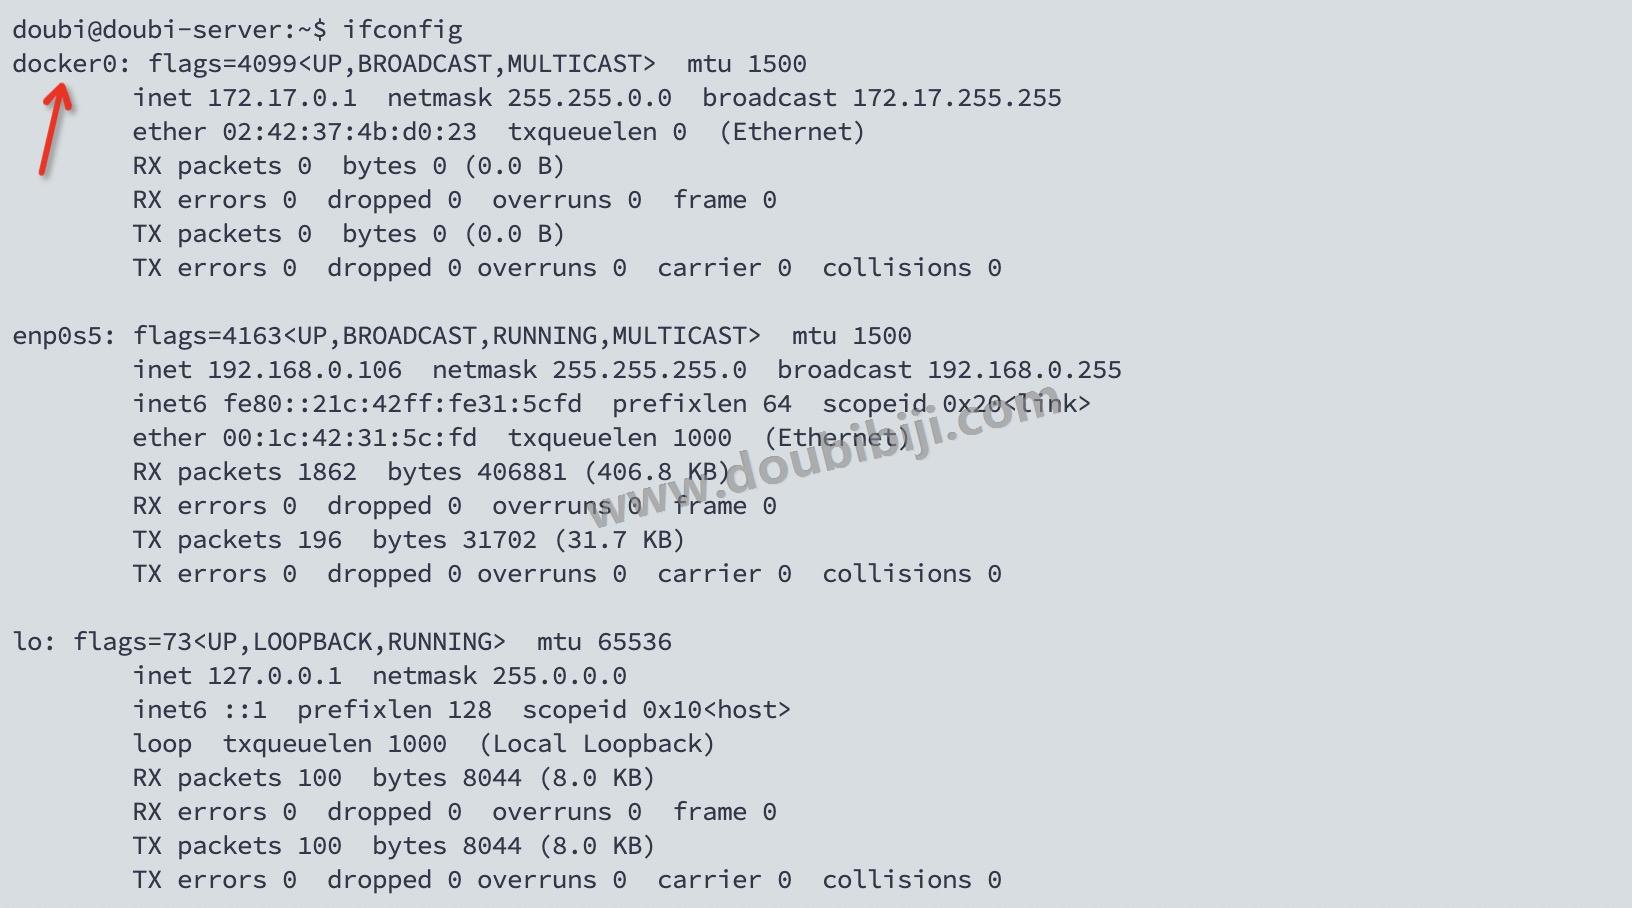 doubi@doubi-server:~$ ifconfig
docker0: flags=4099<UP,BROADCAST,MULTICAST>  mtu 1500
        inet 172.17.0.1  netmask 255.255.0.0  broadcast 172.17.255.255
        ether 02:42:37:4b:d0:23  txqueuelen 0  (Ethernet)
        RX packets 0  bytes 0 (0.0 B)
        RX errors 0  dropped 0  overruns 0  frame 0
        TX packets 0  bytes 0 (0.0 B)
        TX errors 0  dropped 0 overruns 0  carrier 0  collisions 0

enp0s5: flags=4163<UP,BROADCAST,RUNNING,MULTICAST>  mtu 1500
        inet 192.168.0.106  netmask 255.255.255.0  broadcast 192.168.0.255
        inet6 fe80::21c:42ff:fe31:5cfd  prefixlen 64  scopeid 0x20<link>
        ether 00:1c:42:31:5c:fd  txqueuelen 1000  (Ethernet)
        RX packets 1862  bytes 406881 (406.8 KB)
        RX errors 0  dropped 0  overruns 0  frame 0
        TX packets 196  bytes 31702 (31.7 KB)
        TX errors 0  dropped 0 overruns 0  carrier 0  collisions 0

lo: flags=73<UP,LOOPBACK,RUNNING>  mtu 65536
        inet 127.0.0.1  netmask 255.0.0.0
        inet6 ::1  prefixlen 128  scopeid 0x10<host>
        loop  txqueuelen 1000  (Local Loopback)
        RX packets 100  bytes 8044 (8.0 KB)
        RX errors 0  dropped 0  overruns 0  frame 0
        TX packets 100  bytes 8044 (8.0 KB)
        TX errors 0  dropped 0 overruns 0  carrier 0  collisions 0
www.doubibiji.com